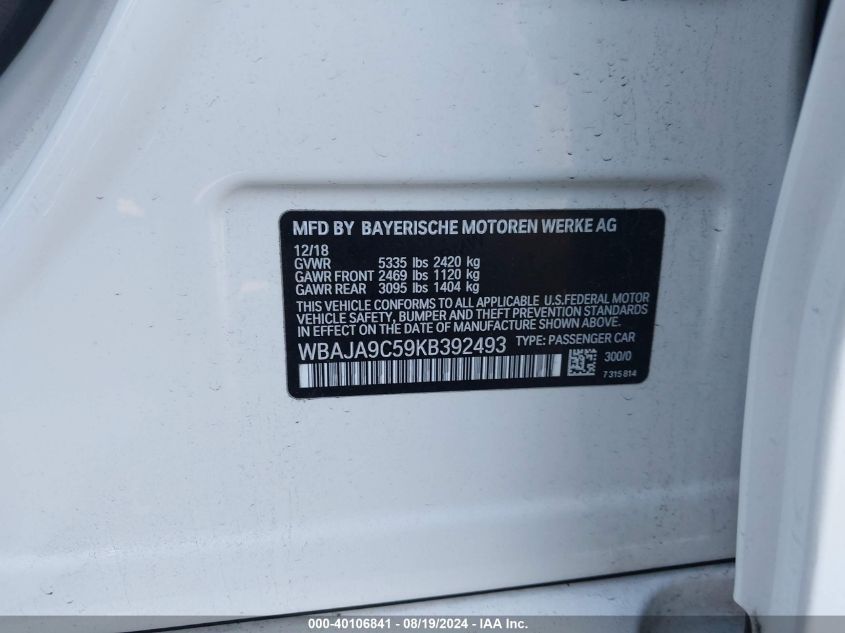 MFD BY BAYERISCHE MOTOREN WERKE AG
12/18
GVWR 5335 lbs 2420 kg
GAWR FRONT 2469 lbs 1120 kg
GAWR REAR 3095 lbs 1404 kg
THIS VEHICLE CONFORMS TO ALL APPLICABLE U.S.FEDERAL MOTOR
VEHICLE SAFETY, BUMPER AND THEFT PREVENTION STANDARDS
IN EFFECT ON THE DATE OF MANUFACTURE SHOWN ABOVE.
WBAJA9C59KB392493 TYPE: PASSENGER CAR
300/0
7315814
000-40106841 - 08/19/2024 - IAA Inc.